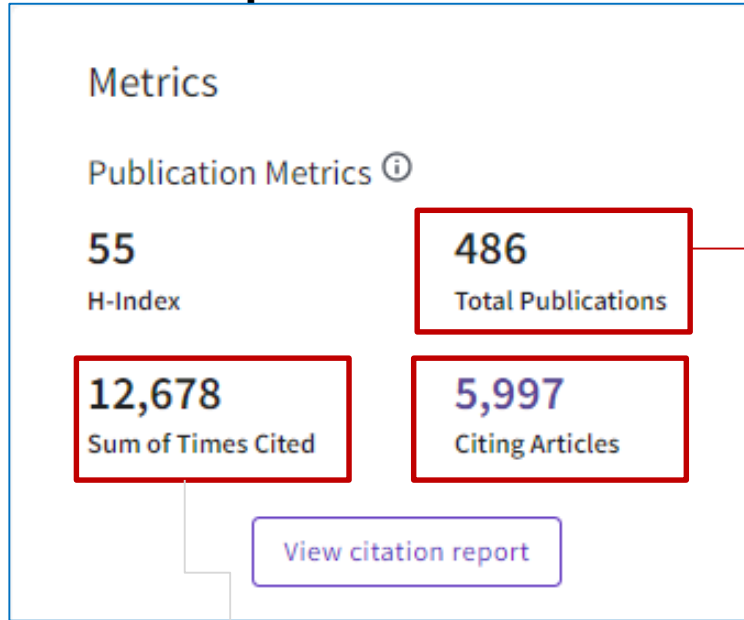 Metrics
Publication Metrics
55
H-Index
486
Total Publications
12,678
Sum of Times Cited
5,997
Citing Articles
View citation report